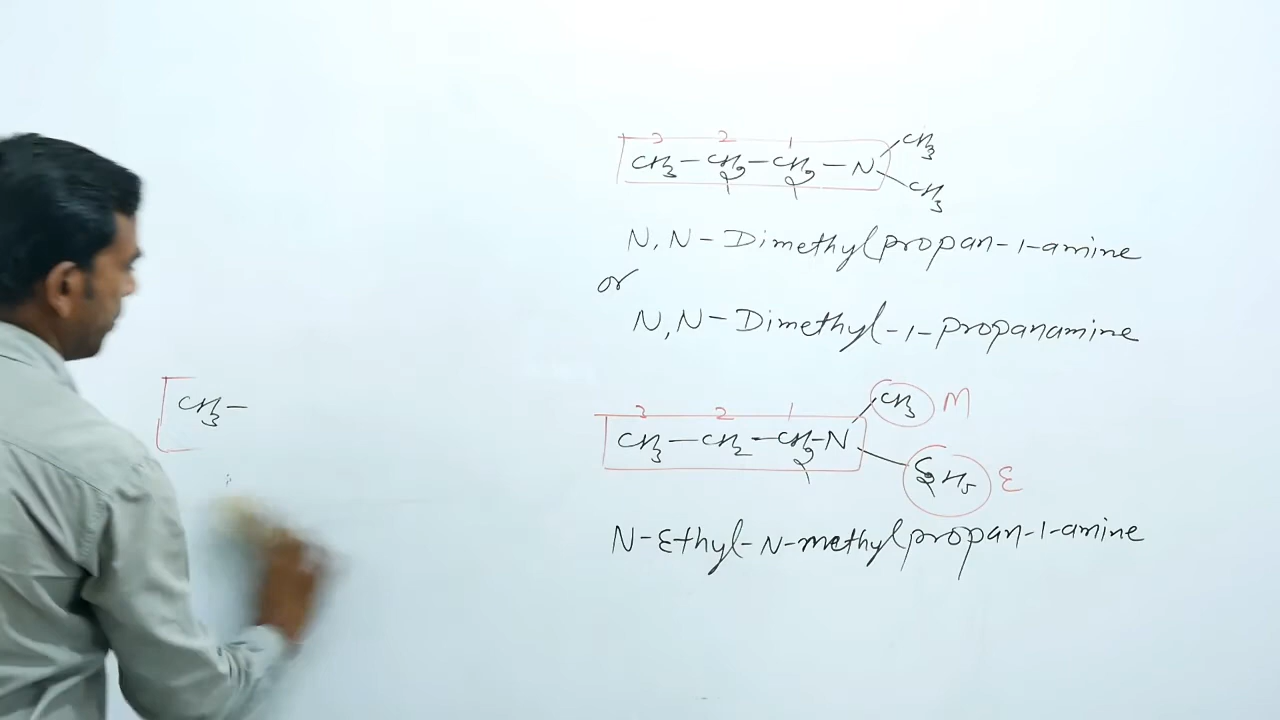 CH3-
3 2 1
CH3-CH2-CH2-N
CH3
CH3
N,N-Dimethylpropan-1-amine
or
N,N-Dimethyl-1-propanamine
3 2 1
CH3-CH2-CH2-N
CH3 M
C2H5 E
N-Ethyl-N-methylpropan-1-amine